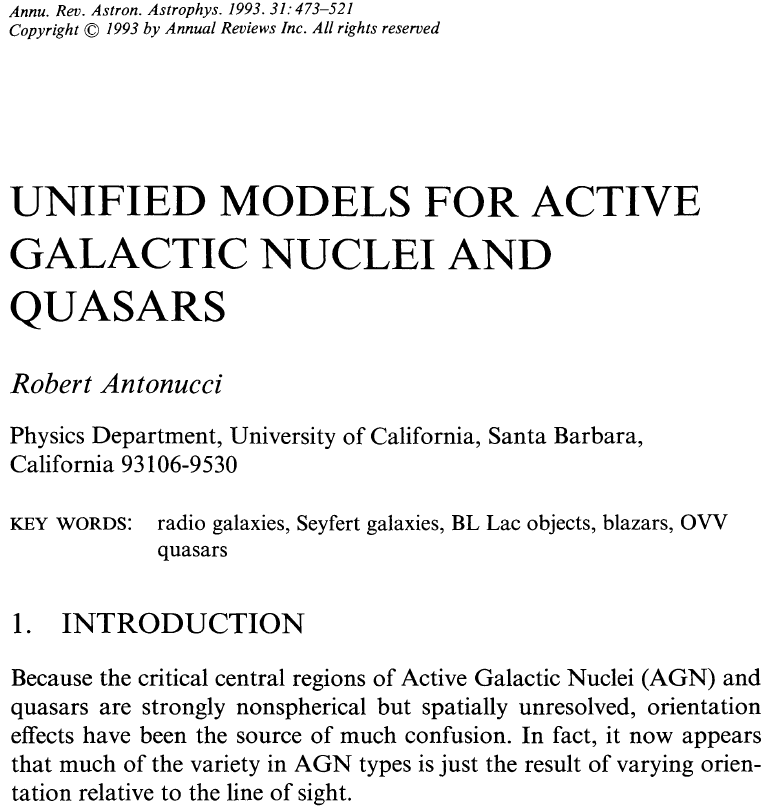 Annu. Rev. Astron. Astrophys. 1993. 31: 473–521
Copyright © 1993 by Annual Reviews Inc. All rights reserved
UNIFIED MODELS FOR ACTIVE
GALACTIC NUCLEI AND
QUASARS
Robert Antonucci
Physics Department, University of California, Santa Barbara,
California 93106-9530
KEY WORDS: radio galaxies, Seyfert galaxies, BL Lac objects, blazars, OVV
quasars
1. INTRODUCTION
Because the critical central regions of Active Galactic Nuclei (AGN) and
quasars are strongly nonspherical but spatially unresolved, orientation
effects have been the source of much confusion. In fact, it now appears
that much of the variety in AGN types is just the result of varying orien-
tation relative to the line of sight.